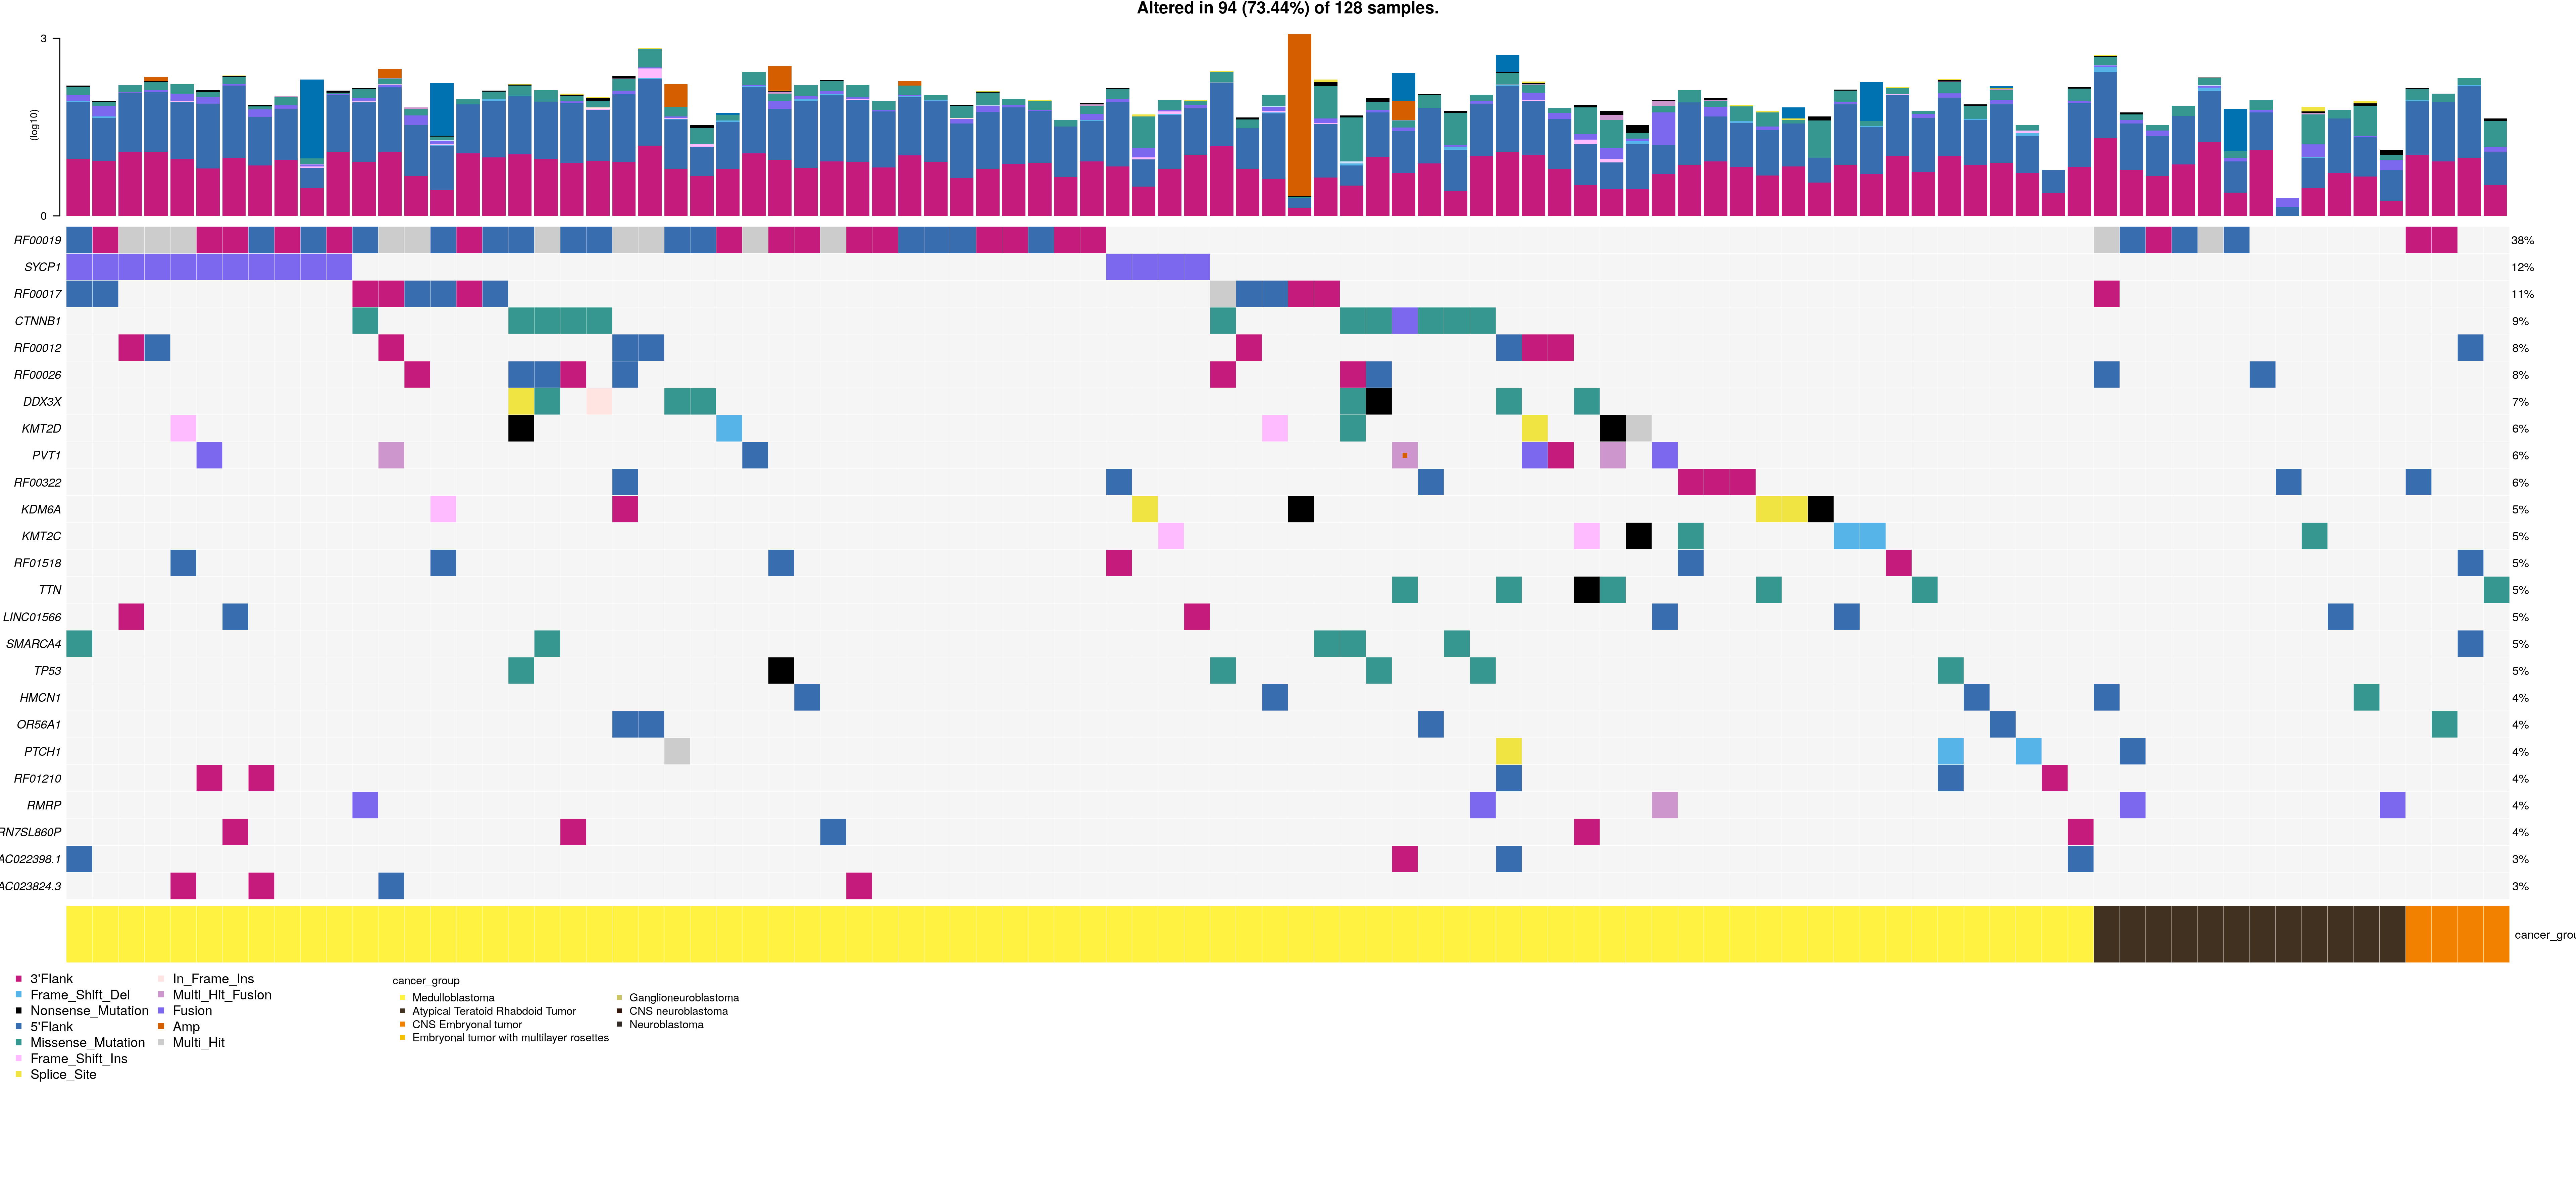 Altered in 94 (73.44%) of 128 samples.
3
(log10)
0
RF00019 38%
SYCP1 12%
RF00017 11%
CTNNB1 9%
RF00012 8%
RF00026 8%
DDX3X 7%
KMT2D 6%
PVT1 6%
RF00322 6%
KDM6A 5%
KMT2C 5%
RF01518 5%
TTN 5%
LINC01566 5%
SMARCA4 5%
TP53 5%
HMCN1 4%
OR56A1 4%
PTCH1 4%
RF01210 4%
RMRP 4%
RN7SL860P 4%
AC022398.1 3%
AC023824.3 3%
cancer_grou
3'Flank In_Frame_Ins
Frame_Shift_Del Multi_Hit_Fusion
Nonsense_Mutation Fusion
5'Flank Amp
Missense_Mutation Multi_Hit
Frame_Shift_Ins
Splice_Site
cancer_group
Medulloblastoma Ganglioneuroblastoma
Atypical Teratoid Rhabdoid Tumor CNS neuroblastoma
CNS Embryonal tumor Neuroblastoma
Embryonal tumor with multilayer rosettes